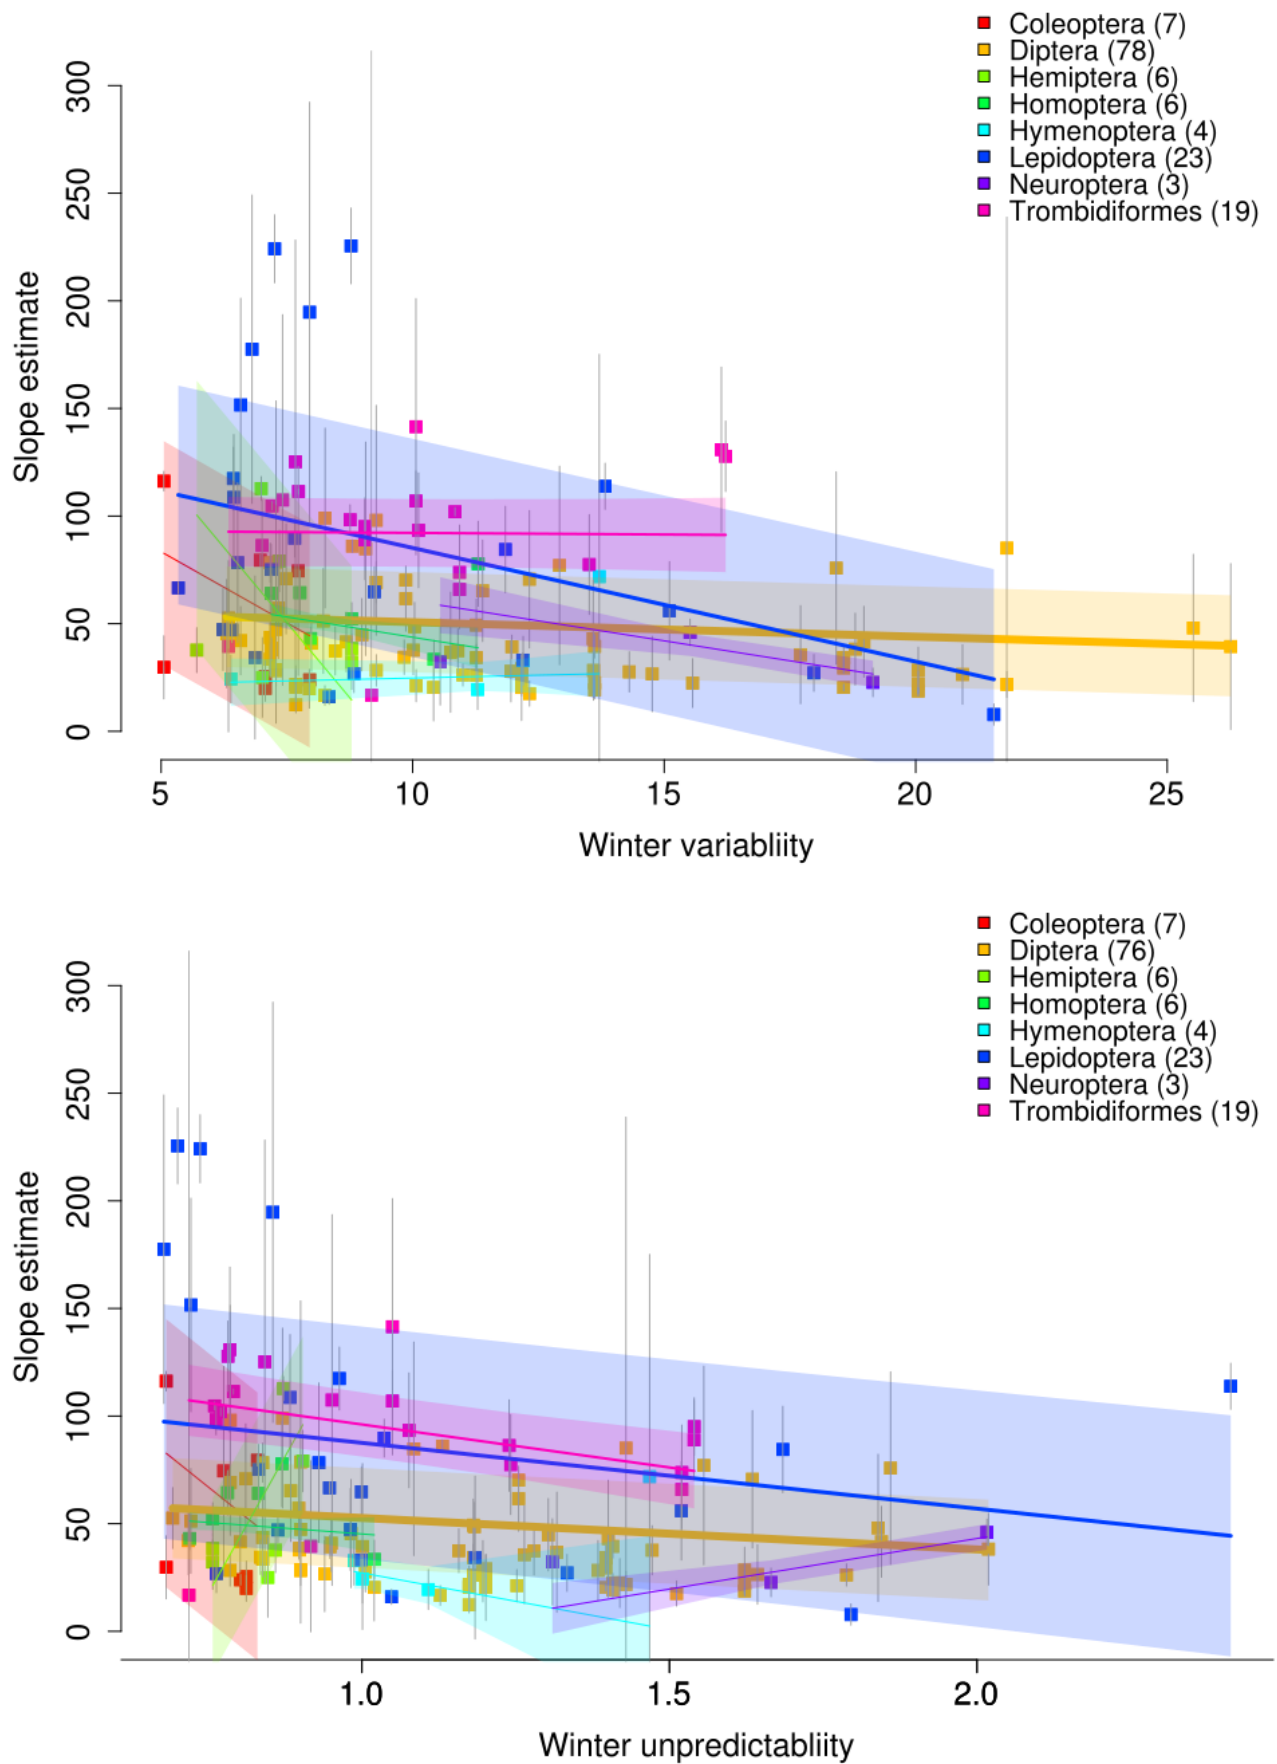 Coleoptera (7)
Diptera (78)
Hemiptera (6)
Homoptera (6)
Hymenoptera (4)
Lepidoptera (23)
Neuroptera (3)
Trombidiformes (19)
Slope estimate
300
250
200
150
100
50
0
5 10 15 20 25
Winter variabliity
Coleoptera (7)
Diptera (76)
Hemiptera (6)
Homoptera (6)
Hymenoptera (4)
Lepidoptera (23)
Neuroptera (3)
Trombidiformes (19)
Slope estimate
300
250
200
150
100
50
0
1.0 1.5 2.0
Winter unpredictabliity